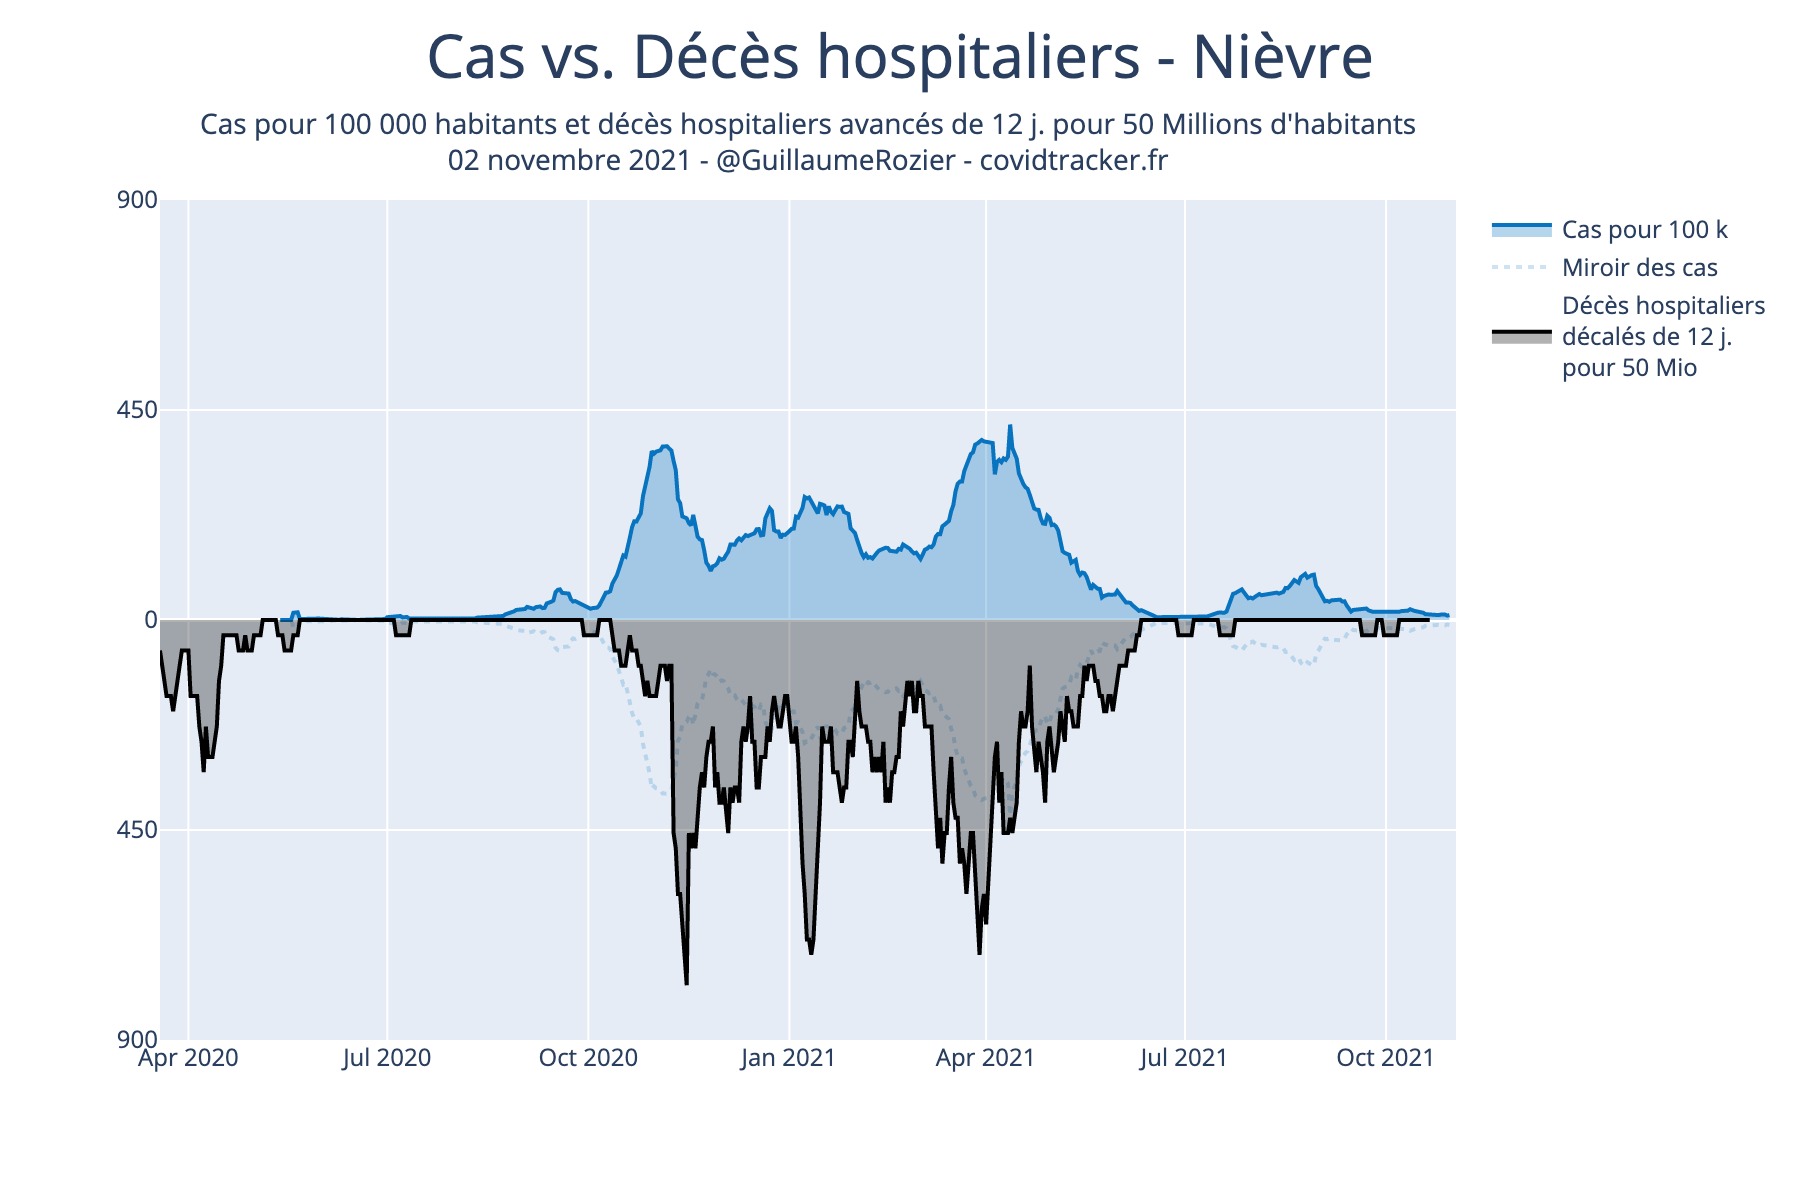 Cas vs. Décès hospitaliers - Nièvre
Cas pour 100 000 habitants et décès hospitaliers avancés de 12 j. pour 50 Millions d'habitants
02 novembre 2021 - @GuillaumeRozier - covidtracker.fr
900
450
0
450
900
Apr 2020
Jul 2020
Oct 2020
Jan 2021
Apr 2021
Jul 2021
Oct 2021
Cas pour 100 k
Miroir des cas
Décès hospitaliers
décalés de 12 j.
pour 50 Mio